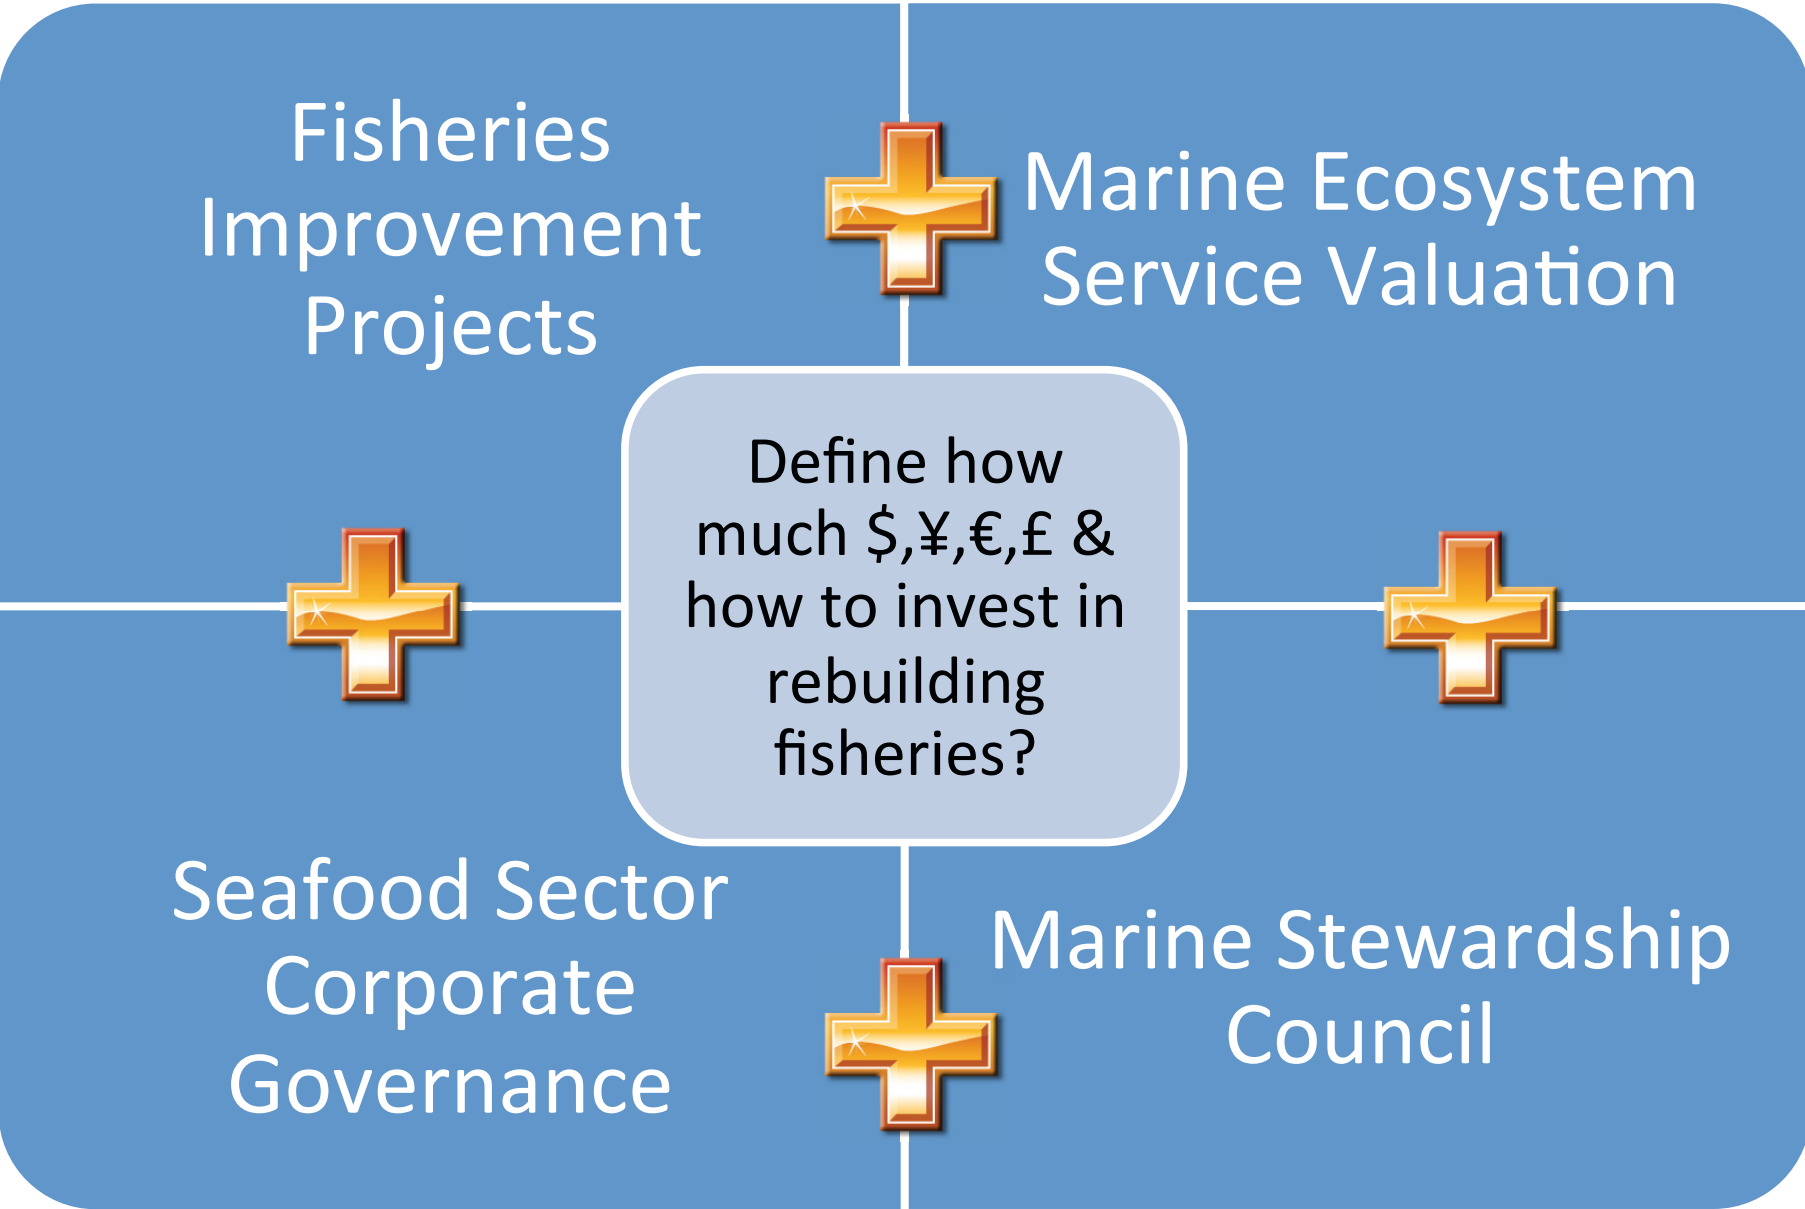 Fisheries
Improvement
Projects
Marine Ecosystem
Service Valuation
Define how
much $,¥,€,£ &
how to invest in
rebuilding
fisheries?
Seafood Sector
Corporate
Governance
Marine Stewardship
Council